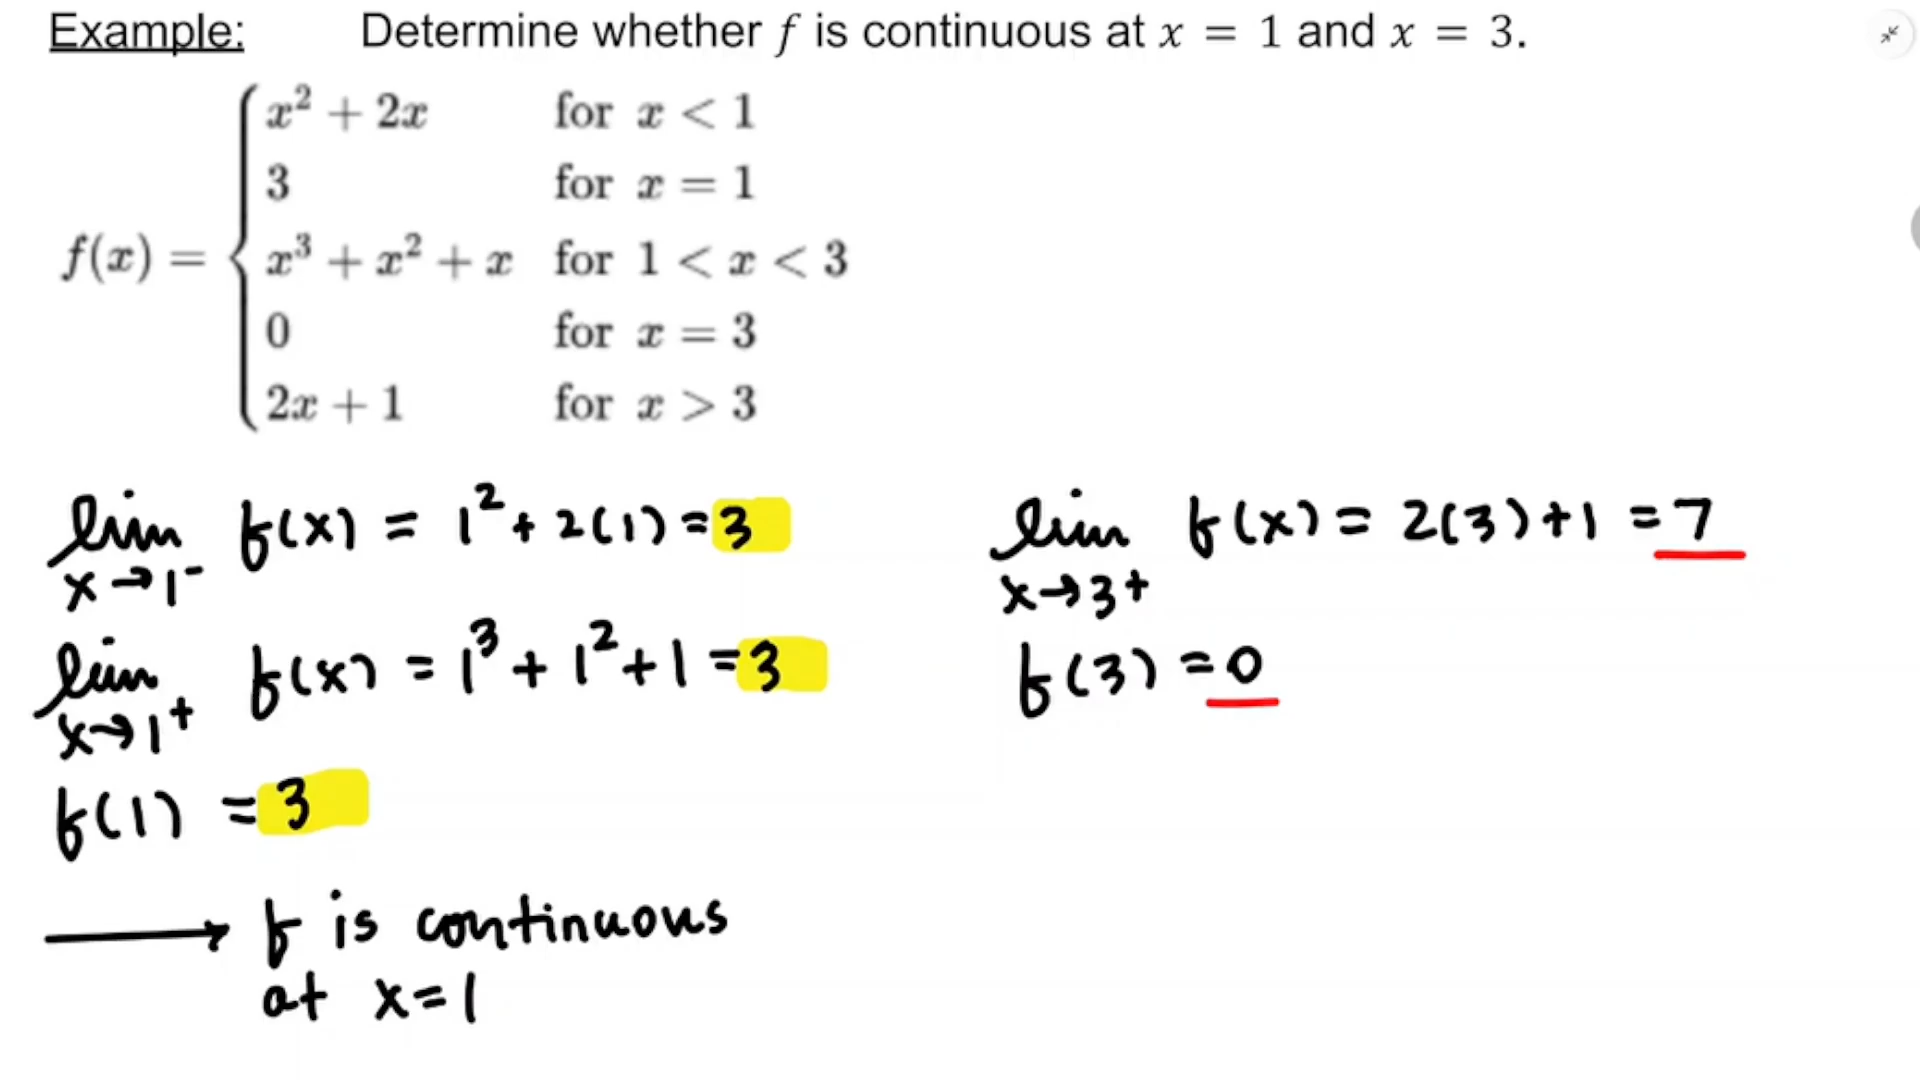 Example: Determine whether f is continuous at x = 1 and x = 3.
x² + 2x for x < 1
3 for x = 1
f(x) = { x³ + x² + x for 1 < x < 3
0 for x = 3
2x + 1 for x > 3
lim f(x) = 1² + 2(1) = 3
x→1⁻
lim f(x) = 1³ + 1² + 1 = 3
x→1⁺
f(1) = 3
→ f is continuous
at x=1
lim f(x) = 2(3)+1 = 7
x→3⁺
f(3) = 0